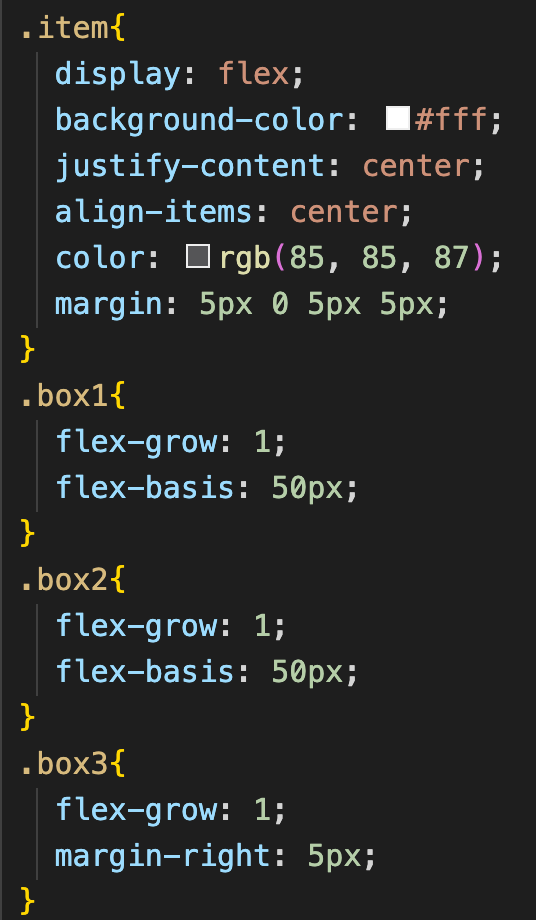 .item{
display: flex;
background-color: #fff;
justify-content: center;
align-items: center;
color: rgb(85, 85, 87);
margin: 5px 0 5px 5px;
}
.box1{
flex-grow: 1;
flex-basis: 50px;
}
.box2{
flex-grow: 1;
flex-basis: 50px;
}
.box3{
flex-grow: 1;
margin-right: 5px;
}